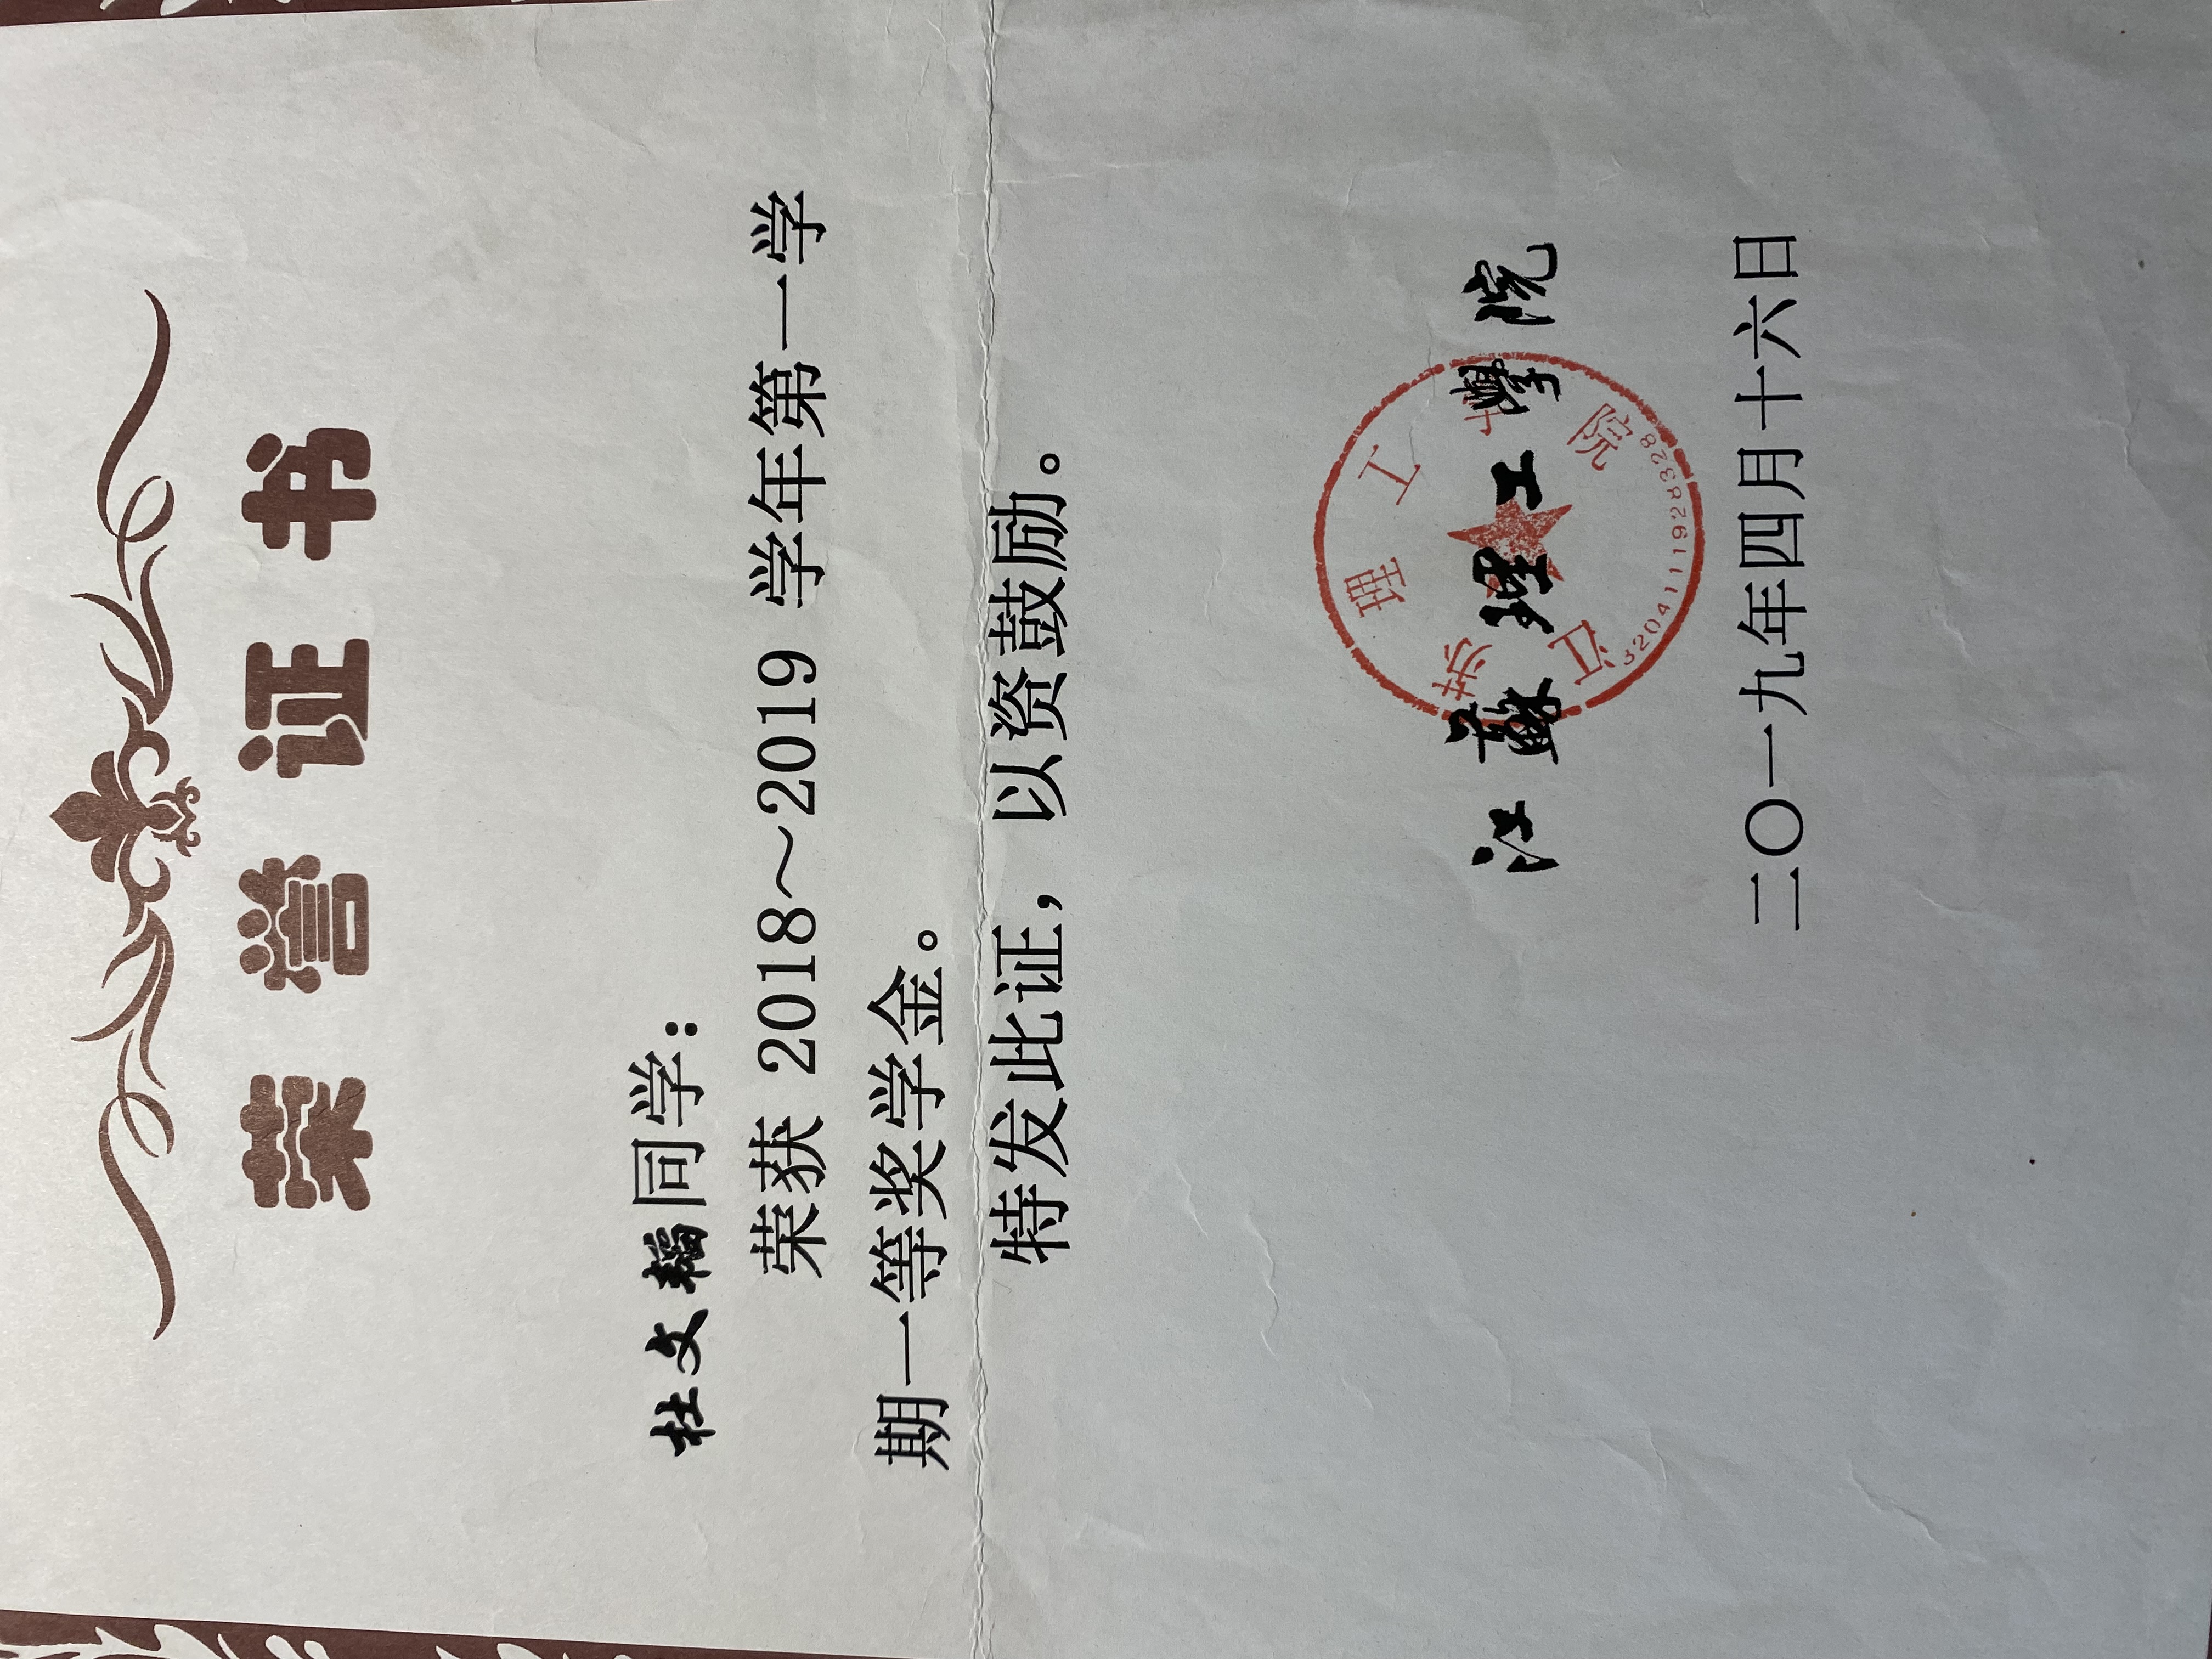 荣誉证书
杜文韬同学：
荣获 2018～2019 学年第一学
期一等奖学金。
特发此证，以资鼓励。
江苏理工学院
江蘇理工學院
3204111928328
二〇一九年四月十六日